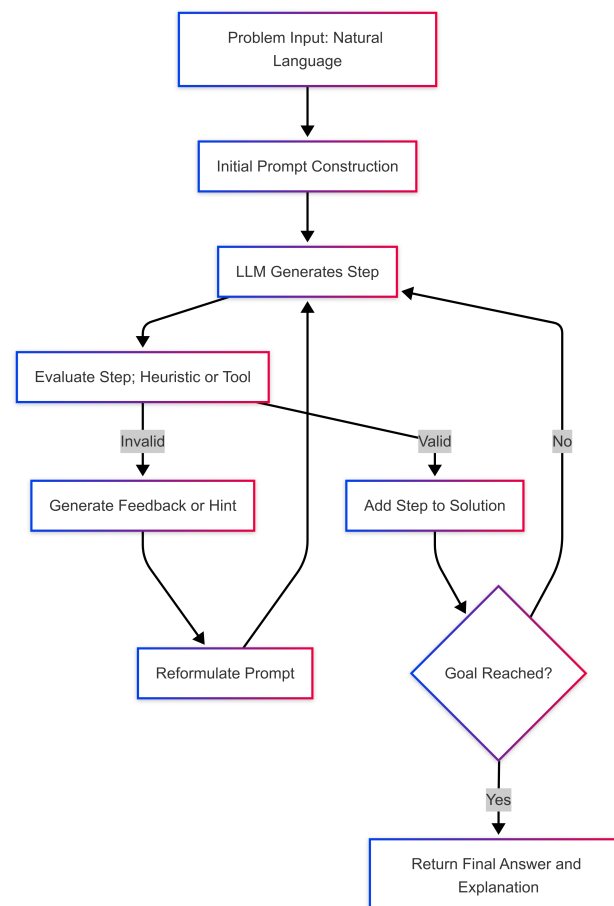 Problem Input: Natural
Language
Initial Prompt Construction
LLM Generates Step
Evaluate Step; Heuristic or Tool
Invalid
Valid
No
Generate Feedback or Hint
Add Step to Solution
Reformulate Prompt
Goal Reached?
Yes
Return Final Answer and
Explanation